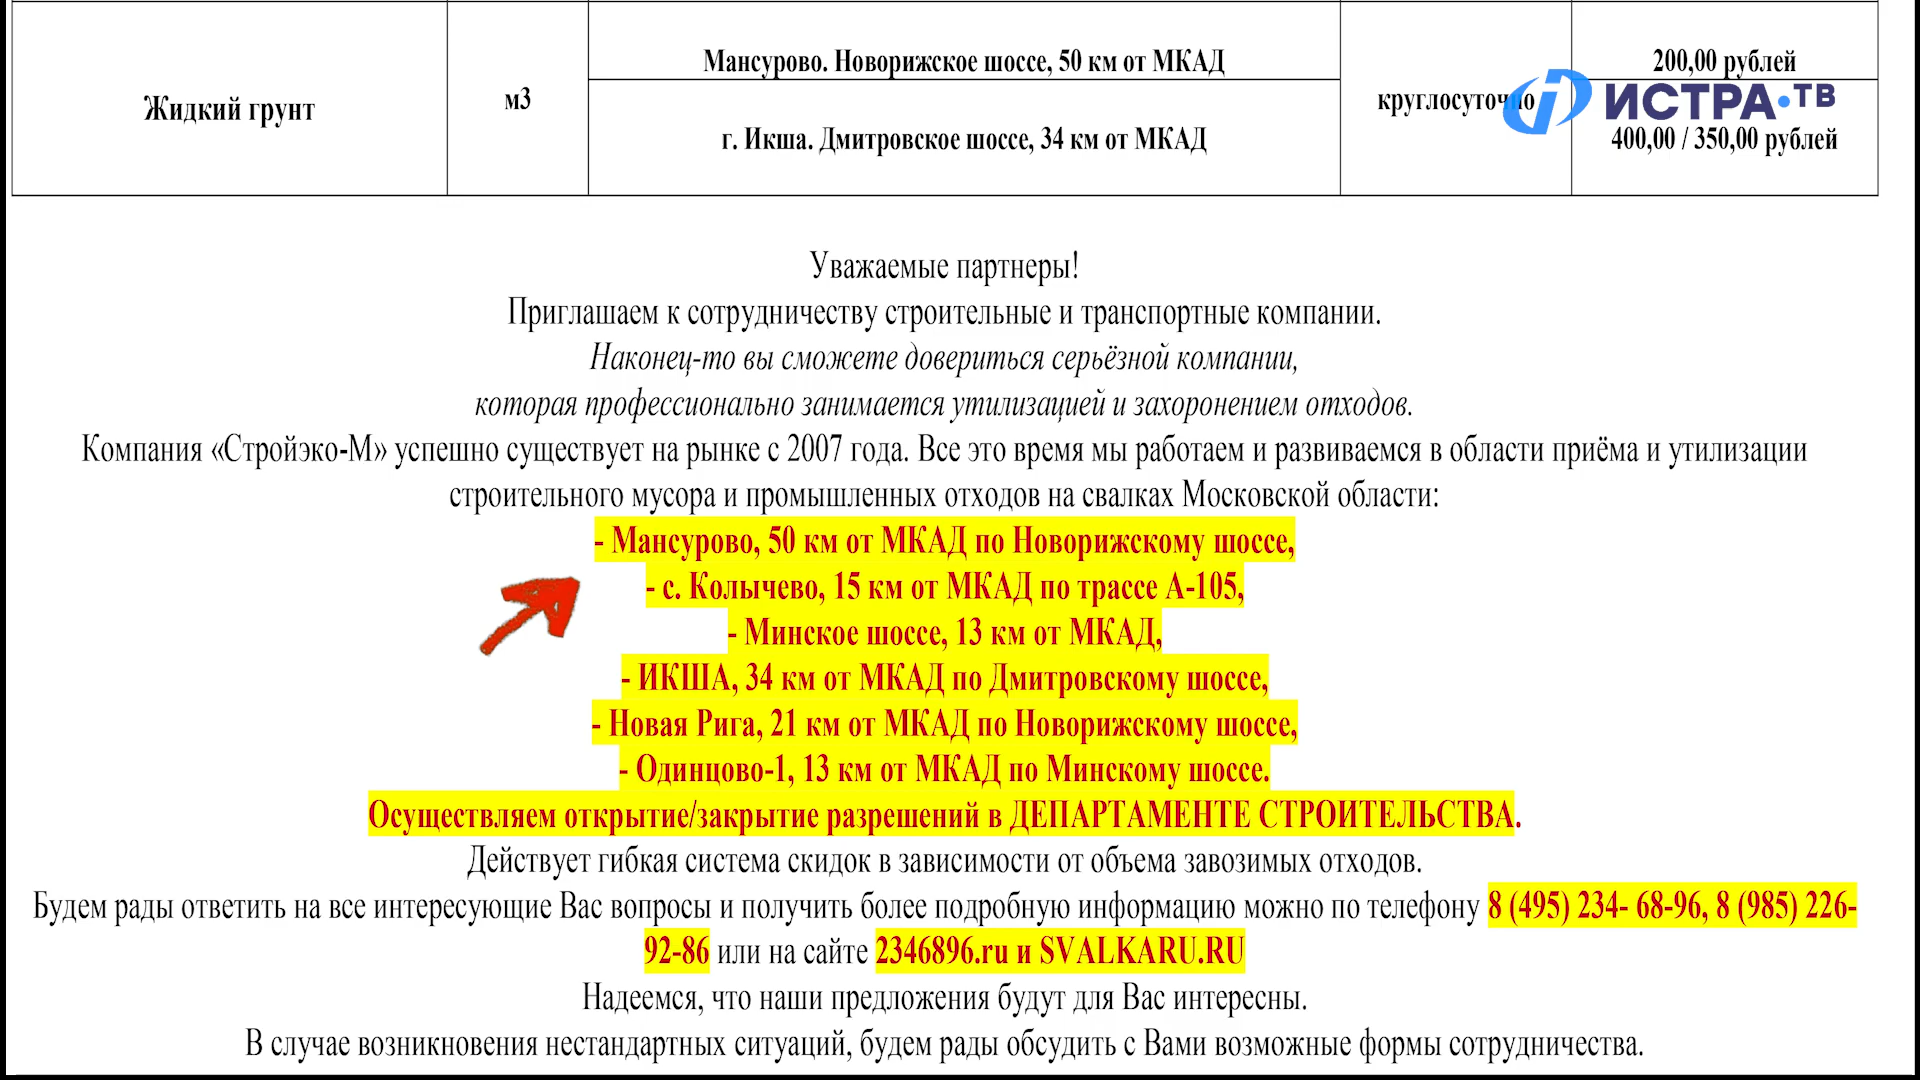 Мансурово. Новорижское шоссе, 50 км от МКАД
200,00 рублей
Жидкий грунт
м3
круглосуточно
ИСТРА•ТВ
г. Икша. Дмитровское шоссе, 34 км от МКАД
400,00 / 350,00 рублей
Уважаемые партнеры!
Приглашаем к сотрудничеству строительные и транспортные компании.
Наконец-то вы сможете довериться серьёзной компании,
которая профессионально занимается утилизацией и захоронением отходов.
Компания «Стройэко-М» успешно существует на рынке с 2007 года. Все это время мы работаем и развиваемся в области приёма и утилизации
строительного мусора и промышленных отходов на свалках Московской области:
- Мансурово, 50 км от МКАД по Новорижскому шоссе,
- с. Колычево, 15 км от МКАД по трассе А-105,
- Минское шоссе, 13 км от МКАД,
- ИКША, 34 км от МКАД по Дмитровскому шоссе,
- Новая Рига, 21 км от МКАД по Новорижскому шоссе,
- Одинцово-1, 13 км от МКАД по Минскому шоссе.
Осуществляем открытие/закрытие разрешений в ДЕПАРТАМЕНТЕ СТРОИТЕЛЬСТВА.
Действует гибкая система скидок в зависимости от объема завозимых отходов.
Будем рады ответить на все интересующие Вас вопросы и получить более подробную информацию можно по телефону 8 (495) 234- 68-96, 8 (985) 226-
92-86 или на сайте 2346896.ru и SVALKARU.RU
Надеемся, что наши предложения будут для Вас интересны.
В случае возникновения нестандартных ситуаций, будем рады обсудить с Вами возможные формы сотрудничества.